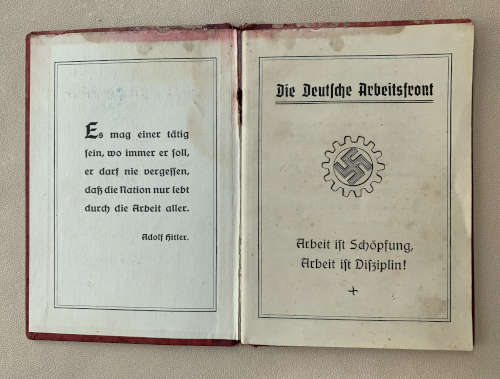 Es mag einer tätig
sein, wo immer er soll,
er darf nie vergessen,
daß die Nation nur lebt
durch die Arbeit aller.
Adolf Hitler.
Die Deutsche Arbeitsfront
Arbeit ist Schöpfung,
Arbeit ist Disziplin!